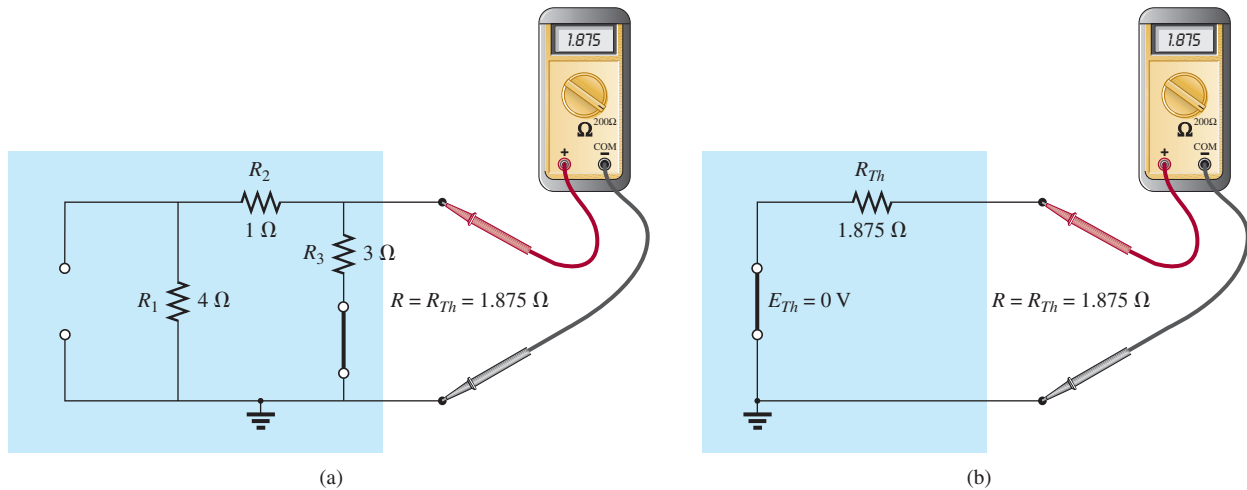 1.875
200Ω
Ω
+
COM
−
R2
1 Ω
R3
3 Ω
R1
4 Ω
R = RTh = 1.875 Ω
(a)
1.875
200Ω
Ω
+
COM
−
RTh
1.875 Ω
ETh = 0 V
R = RTh = 1.875 Ω
(b)